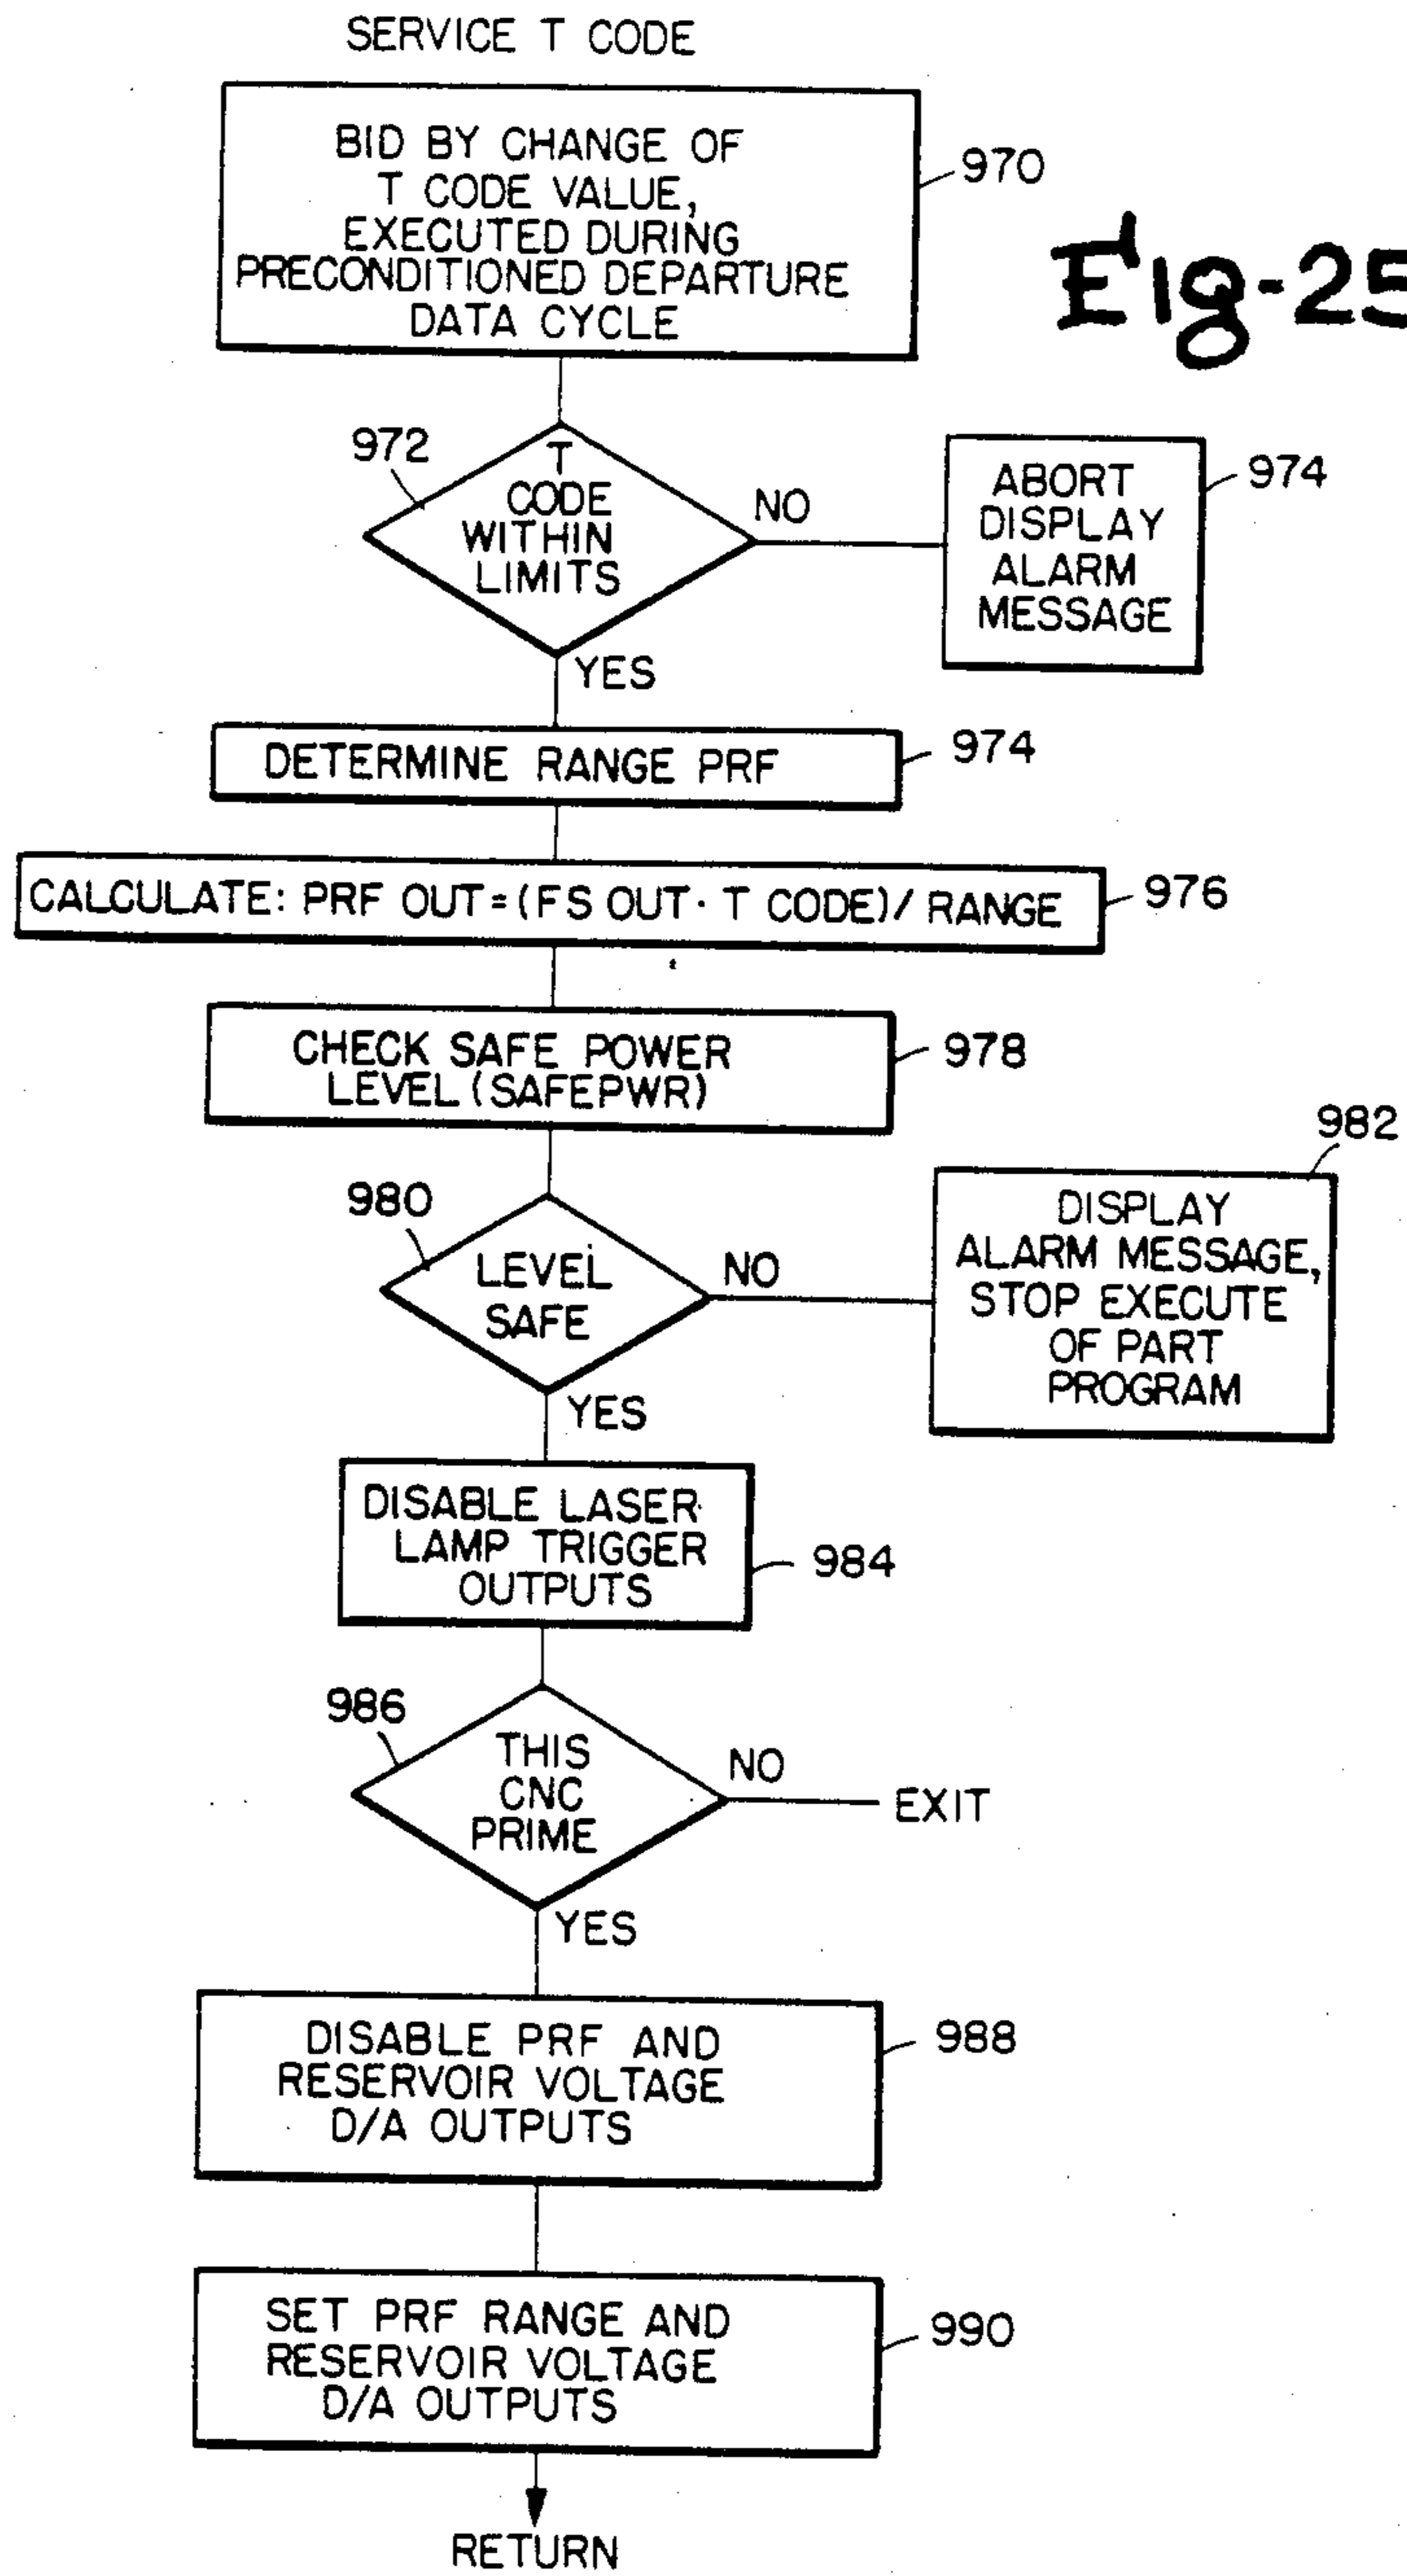 SERVICE T CODE
BID BY CHANGE OF
T CODE VALUE,
EXECUTED DURING
PRECONDITIONED DEPARTURE
DATA CYCLE
970
Fig-25
972
T
CODE
WITHIN
LIMITS
NO
ABORT
DISPLAY
ALARM
MESSAGE
974
YES
DETERMINE RANGE PRF
974
CALCULATE: PRF OUT=(FS OUT· T CODE)/ RANGE
976
CHECK SAFE POWER
LEVEL (SAFEPWR)
978
980
LEVEL
SAFE
NO
982
DISPLAY
ALARM MESSAGE,
STOP EXECUTE
OF PART
PROGRAM
YES
DISABLE LASER
LAMP TRIGGER
OUTPUTS
984
986
THIS
CNC
PRIME
NO
EXIT
YES
DISABLE PRF AND
RESERVOIR VOLTAGE
D/A OUTPUTS
988
SET PRF RANGE AND
RESERVOIR VOLTAGE
D/A OUTPUTS
990
RETURN